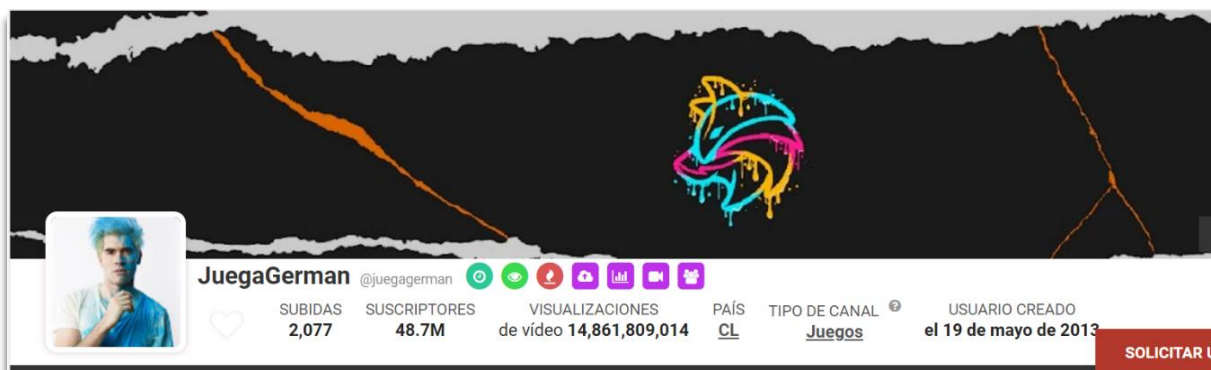 JuegaGerman @juegagerman
SUBIDAS SUSCRIPTORES VISUALIZACIONES PAÍS TIPO DE CANAL USUARIO CREADO
2,077 48.7M de vídeo 14,861,809,014 CL Juegos el 19 de mayo de 2013
SOLICITAR U